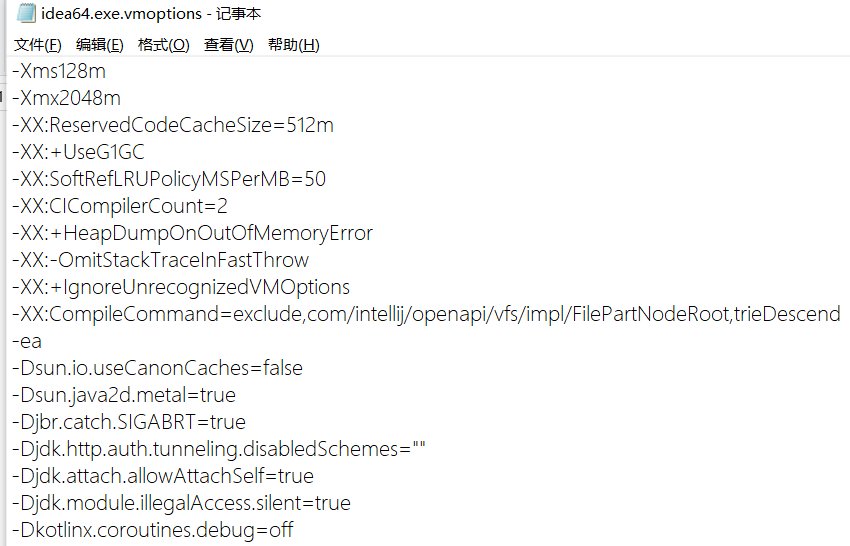 idea64.exe.vmoptions - 记事本
文件(F) 编辑(E) 格式(O) 查看(V) 帮助(H)
-Xms128m
-Xmx2048m
-XX:ReservedCodeCacheSize=512m
-XX:+UseG1GC
-XX:SoftRefLRUPolicyMSPerMB=50
-XX:CICompilerCount=2
-XX:+HeapDumpOnOutOfMemoryError
-XX:-OmitStackTraceInFastThrow
-XX:+IgnoreUnrecognizedVMOptions
-XX:CompileCommand=exclude,com/intellij/openapi/vfs/impl/FilePartNodeRoot,trieDescend
-ea
-Dsun.io.useCanonCaches=false
-Dsun.java2d.metal=true
-Djbr.catch.SIGABRT=true
-Djdk.http.auth.tunneling.disabledSchemes=""
-Djdk.attach.allowAttachSelf=true
-Djdk.module.illegalAccess.silent=true
-Dkotlinx.coroutines.debug=off